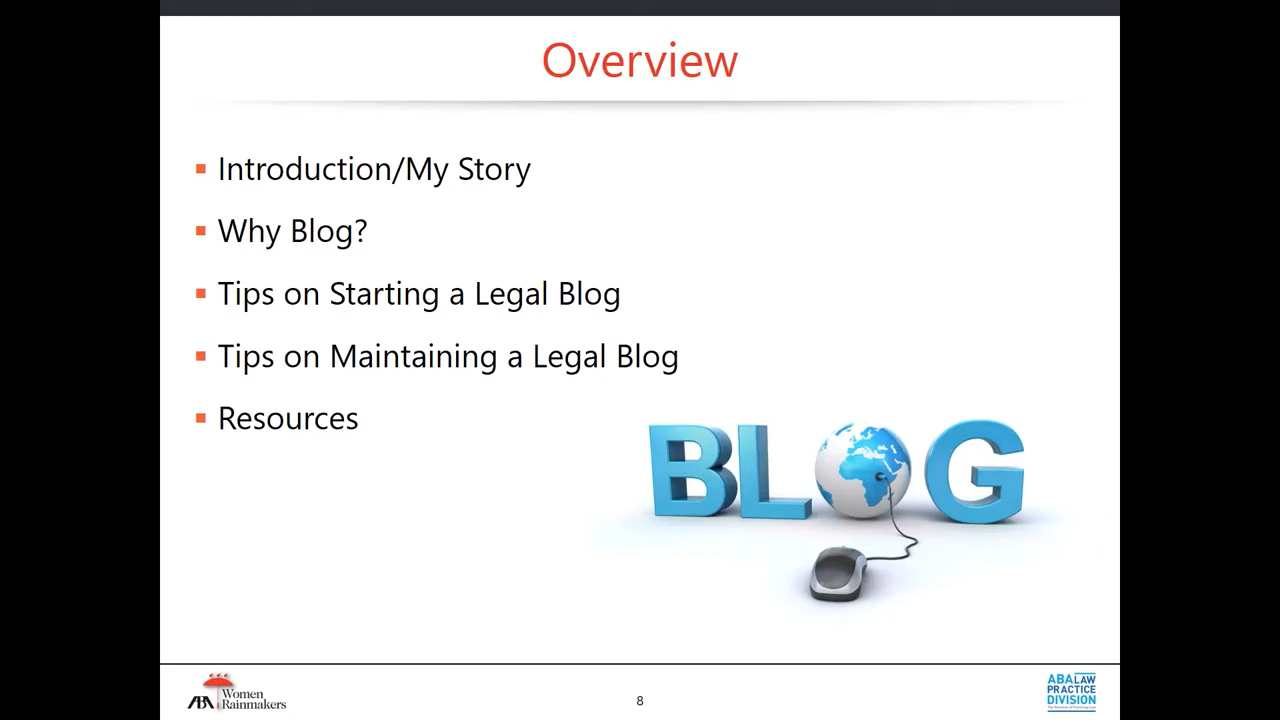 Overview
Introduction/My Story
Why Blog?
Tips on Starting a Legal Blog
Tips on Maintaining a Legal Blog
Resources
BLOG
ABA Women
Rainmakers
8
ABA LAW
PRACTICE
DIVISION